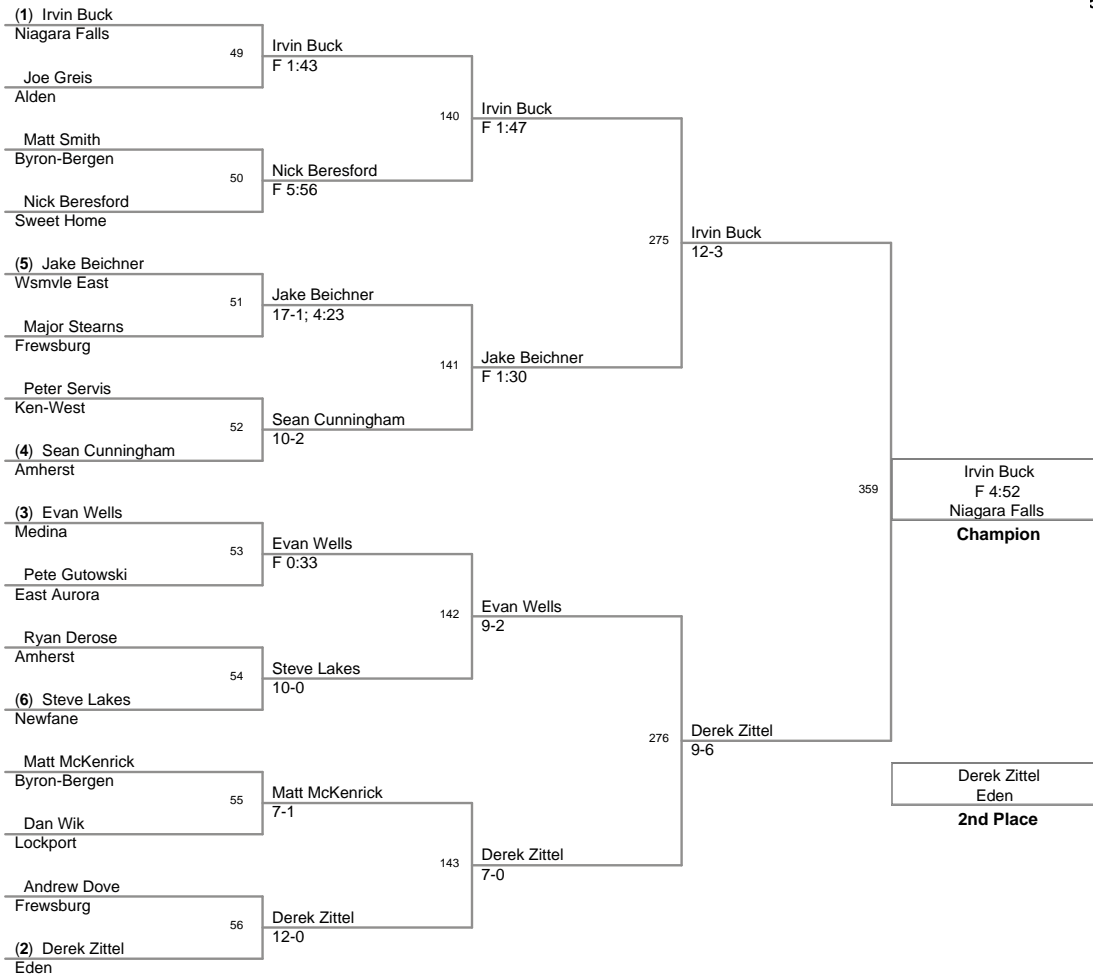 5
(1) Irvin Buck
Niagara Falls
49
Joe Greis
Alden
Irvin Buck
F 1:43
140
Matt Smith
Byron-Bergen
50
Nick Beresford
Sweet Home
Nick Beresford
F 5:56
Irvin Buck
F 1:47
275
(5) Jake Beichner
Wsmvle East
51
Major Stearns
Frewsburg
Jake Beichner
17-1; 4:23
141
Peter Servis
Ken-West
52
(4) Sean Cunningham
Amherst
Sean Cunningham
10-2
Jake Beichner
F 1:30
Irvin Buck
12-3
359
(3) Evan Wells
Medina
53
Pete Gutowski
East Aurora
Evan Wells
F 0:33
142
Ryan Derose
Amherst
54
(6) Steve Lakes
Newfane
Steve Lakes
10-0
Evan Wells
9-2
276
Matt McKenrick
Byron-Bergen
55
Dan Wik
Lockport
Matt McKenrick
7-1
143
Andrew Dove
Frewsburg
56
(2) Derek Zittel
Eden
Derek Zittel
12-0
Derek Zittel
7-0
Derek Zittel
9-6
Irvin Buck
F 4:52
Niagara Falls
Champion
Derek Zittel
Eden
2nd Place